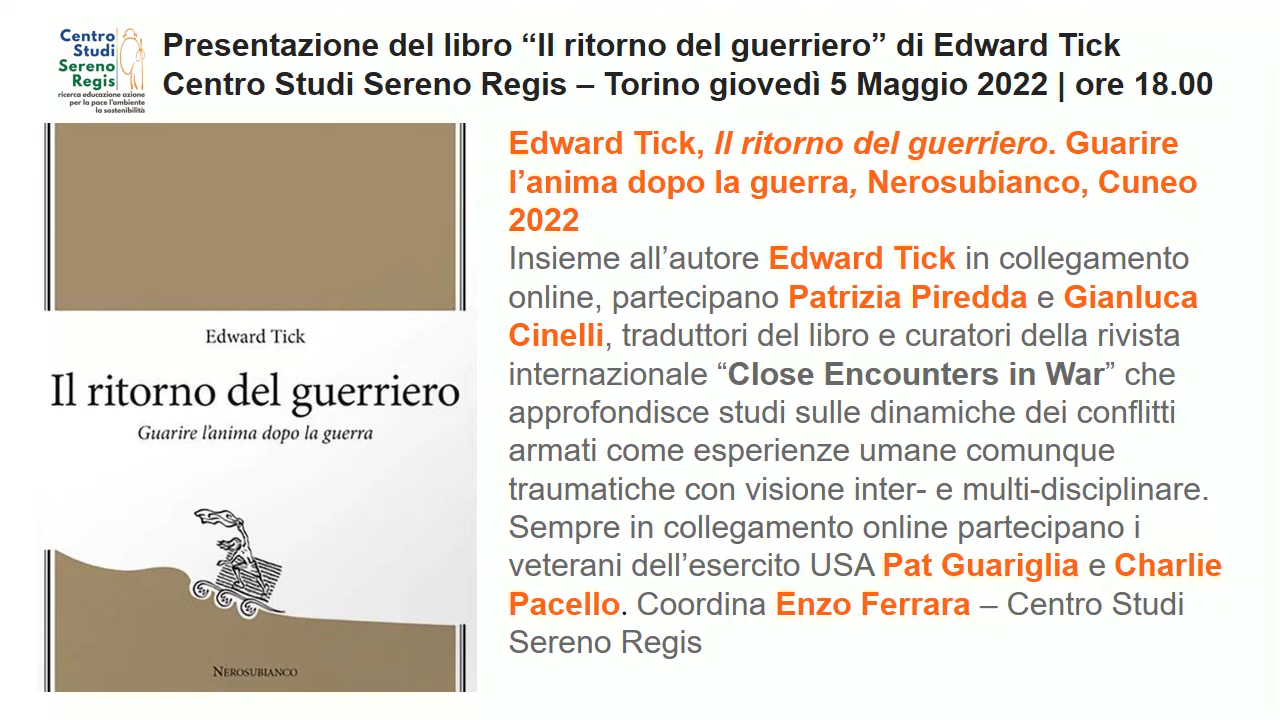 Centro
Studi
Sereno
Regis
ricerca educazione azione
per la pace l'ambiente
la sostenibilità
Presentazione del libro “Il ritorno del guerriero” di Edward Tick
Centro Studi Sereno Regis – Torino giovedì 5 Maggio 2022 | ore 18.00
Edward Tick
Il ritorno del guerriero
Guarire l'anima dopo la guerra
Nerosubianco
Edward Tick, Il ritorno del guerriero. Guarire
l’anima dopo la guerra, Nerosubianco, Cuneo
2022
Insieme all’autore Edward Tick in collegamento
online, partecipano Patrizia Piredda e Gianluca
Cinelli, traduttori del libro e curatori della rivista
internazionale “Close Encounters in War” che
approfondisce studi sulle dinamiche dei conflitti
armati come esperienze umane comunque
traumatiche con visione inter- e multi-disciplinare.
Sempre in collegamento online partecipano i
veterani dell’esercito USA Pat Guariglia e Charlie
Pacello. Coordina Enzo Ferrara – Centro Studi
Sereno Regis